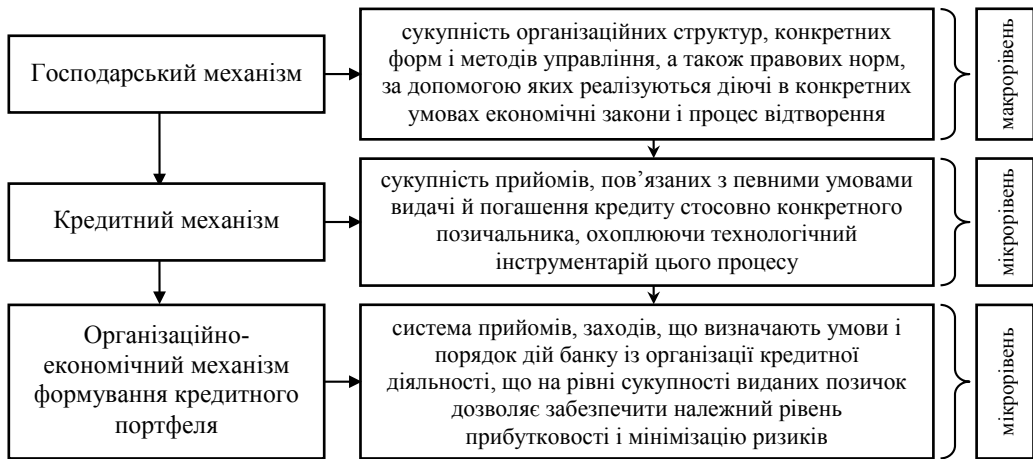 Господарський механізм
сукупність організаційних структур, конкретних
форм і методів управління, а також правових норм,
за допомогою яких реалізуються діючі в конкретних
умовах економічні закони і процес відтворення
макрорівень
Кредитний механізм
сукупність прийомів, пов’язаних з певними умовами
видачі й погашення кредиту стосовно конкретного
позичальника, охоплюючи технологічний
інструментарій цього процесу
мікрорівень
Організаційно-
економічний механізм
формування кредитного
портфеля
система прийомів, заходів, що визначають умови і
порядок дій банку із організації кредитної
діяльності, що на рівні сукупності виданих позичок
дозволяє забезпечити належний рівень
прибутковості і мінімізацію ризиків
мікрорівень